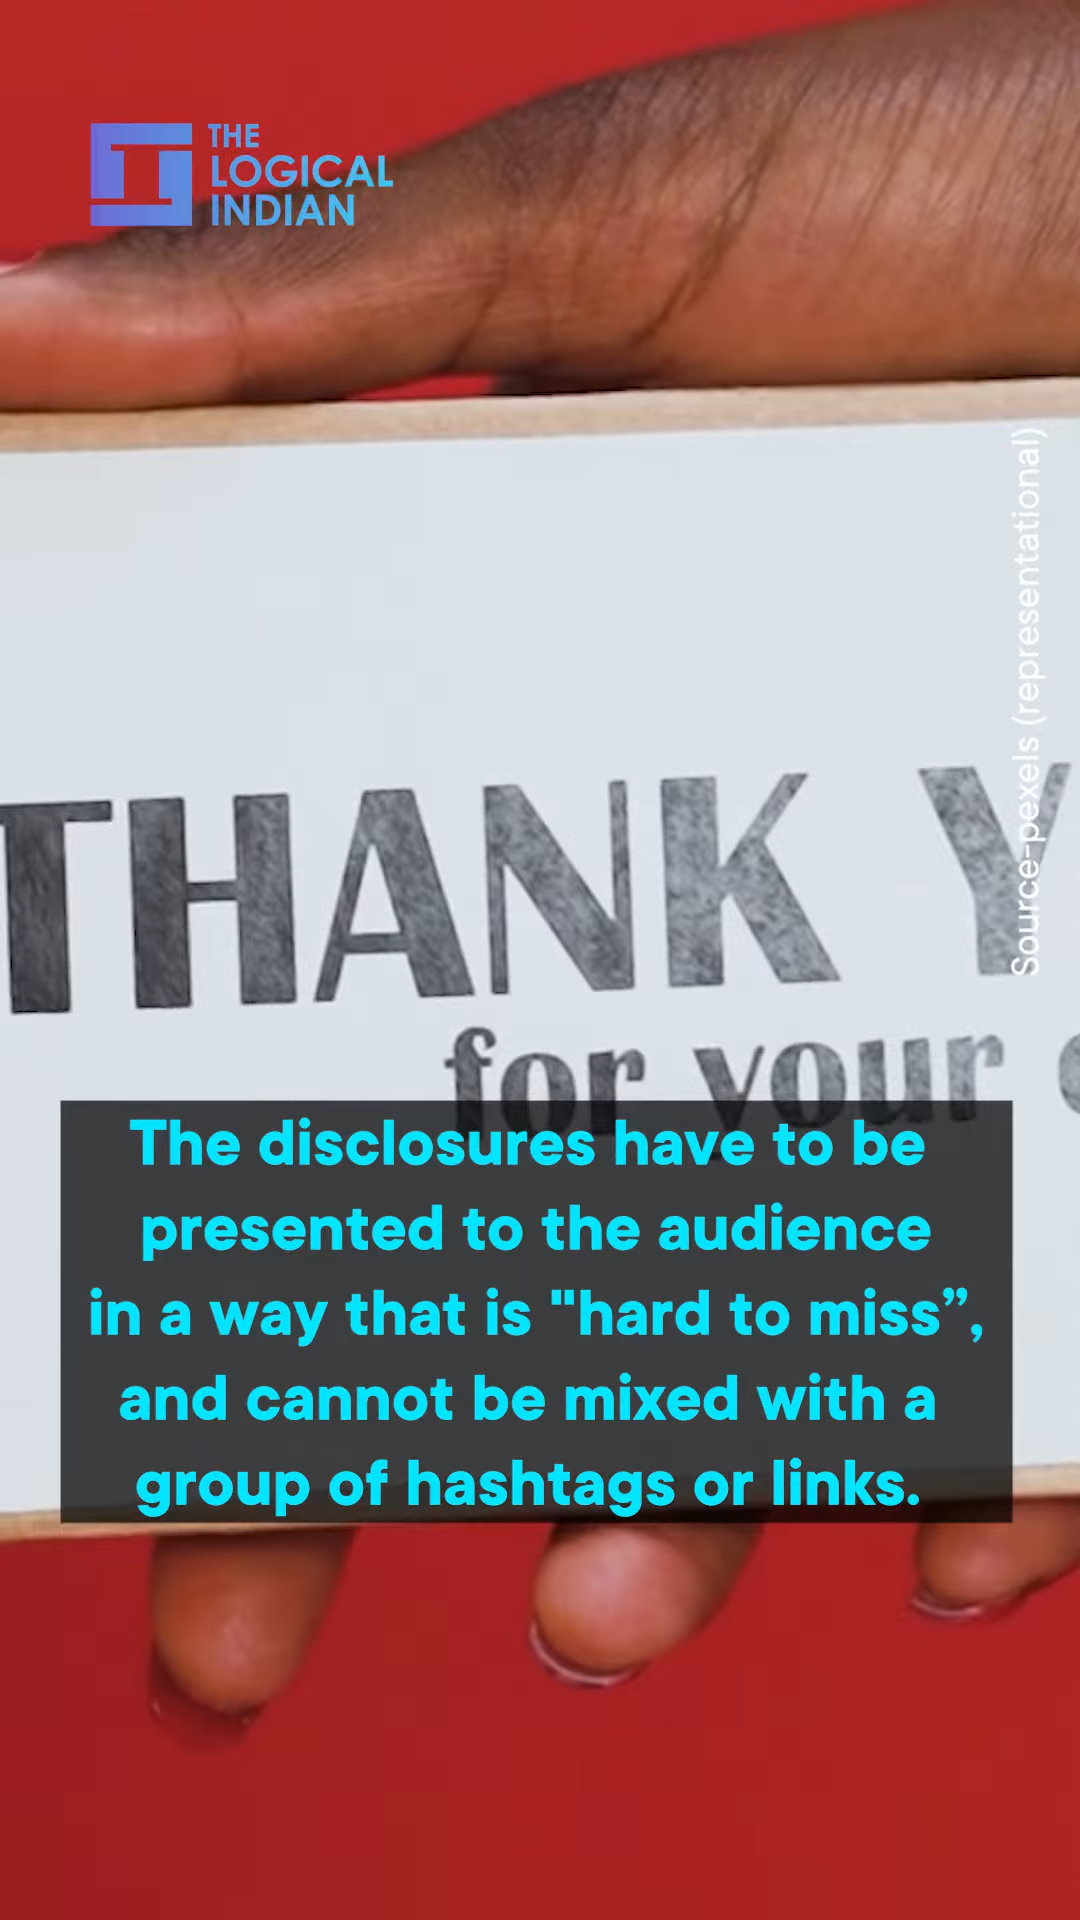 THE
LOGICAL
INDIAN
Source-pexels (representational)
THANK Y
for your
The disclosures have to be
presented to the audience
in a way that is "hard to miss”,
and cannot be mixed with a
group of hashtags or links.